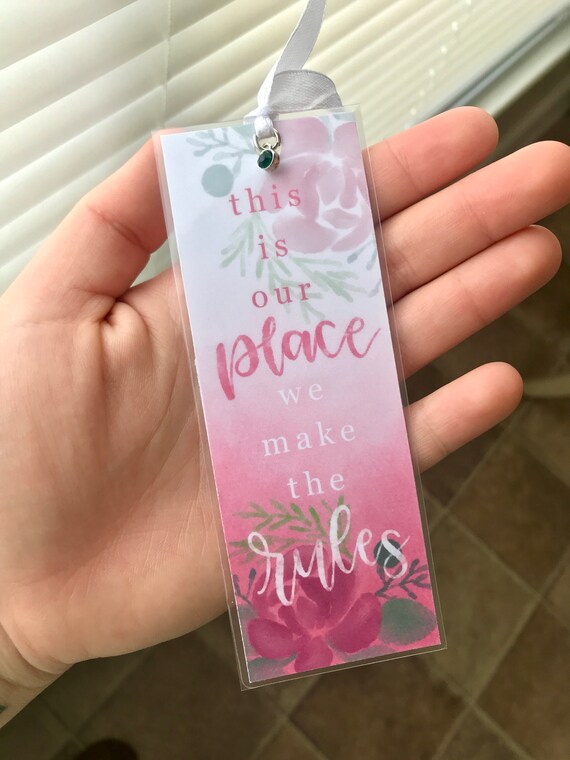 this
is
our
place
we
make
the
rules